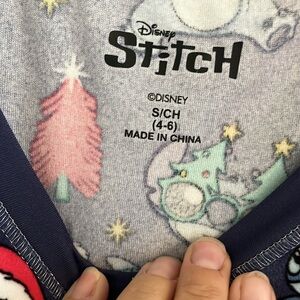 Disney
Stitch
©DISNEY
S/CH
(4-6)
MADE IN CHINA